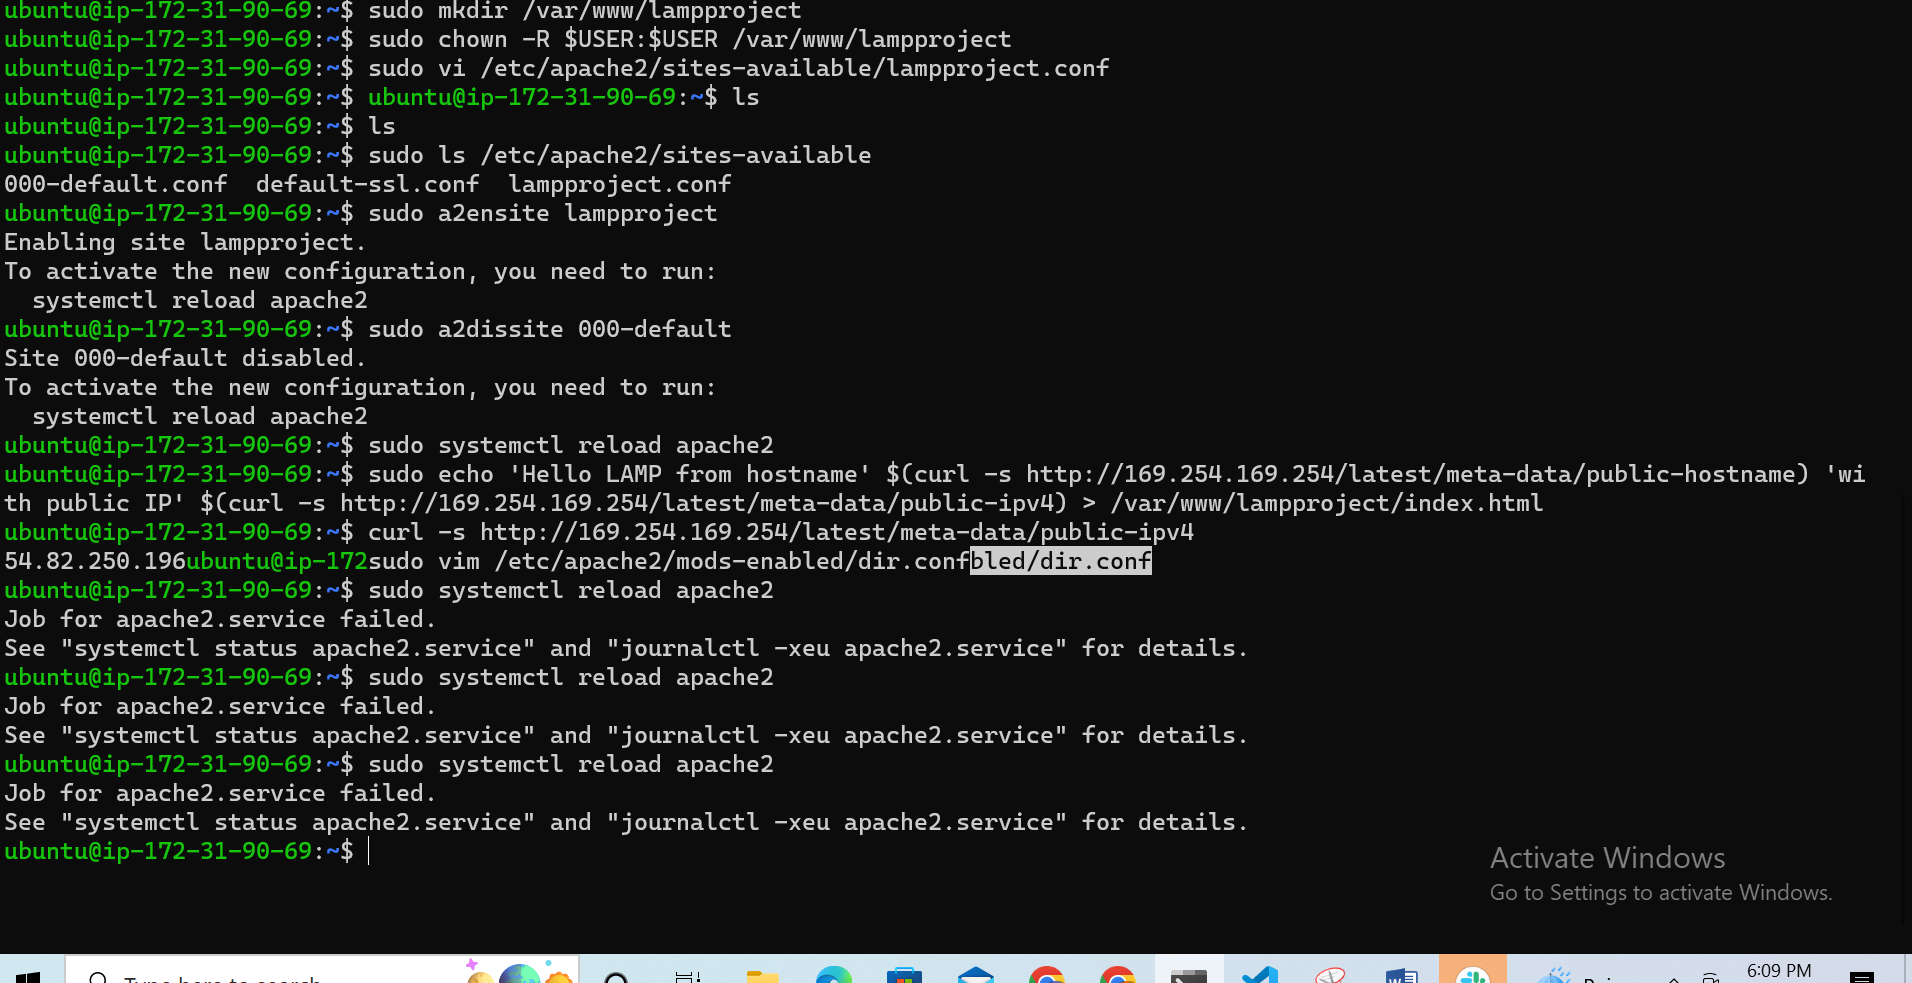 ubuntu@ip-172-31-90-69:~$ sudo mkdir /var/www/lampproject
ubuntu@ip-172-31-90-69:~$ sudo chown -R $USER:$USER /var/www/lampproject
ubuntu@ip-172-31-90-69:~$ sudo vi /etc/apache2/sites-available/lampproject.conf
ubuntu@ip-172-31-90-69:~$ ubuntu@ip-172-31-90-69:~$ ls
ubuntu@ip-172-31-90-69:~$ ls
ubuntu@ip-172-31-90-69:~$ sudo ls /etc/apache2/sites-available
000-default.conf  default-ssl.conf  lampproject.conf
ubuntu@ip-172-31-90-69:~$ sudo a2ensite lampproject
Enabling site lampproject.
To activate the new configuration, you need to run:
  systemctl reload apache2
ubuntu@ip-172-31-90-69:~$ sudo a2dissite 000-default
Site 000-default disabled.
To activate the new configuration, you need to run:
  systemctl reload apache2
ubuntu@ip-172-31-90-69:~$ sudo systemctl reload apache2
ubuntu@ip-172-31-90-69:~$ sudo echo 'Hello LAMP from hostname' $(curl -s http://169.254.169.254/latest/meta-data/public-hostname) 'wi
th public IP' $(curl -s http://169.254.169.254/latest/meta-data/public-ipv4) > /var/www/lampproject/index.html
ubuntu@ip-172-31-90-69:~$ curl -s http://169.254.169.254/latest/meta-data/public-ipv4
54.82.250.196ubuntu@ip-172sudo vim /etc/apache2/mods-enabled/dir.confbled/dir.conf
ubuntu@ip-172-31-90-69:~$ sudo systemctl reload apache2
Job for apache2.service failed.
See "systemctl status apache2.service" and "journalctl -xeu apache2.service" for details.
ubuntu@ip-172-31-90-69:~$ sudo systemctl reload apache2
Job for apache2.service failed.
See "systemctl status apache2.service" and "journalctl -xeu apache2.service" for details.
ubuntu@ip-172-31-90-69:~$ sudo systemctl reload apache2
Job for apache2.service failed.
See "systemctl status apache2.service" and "journalctl -xeu apache2.service" for details.
ubuntu@ip-172-31-90-69:~$
Activate Windows
Go to Settings to activate Windows.
Type here to search
6:09 PM